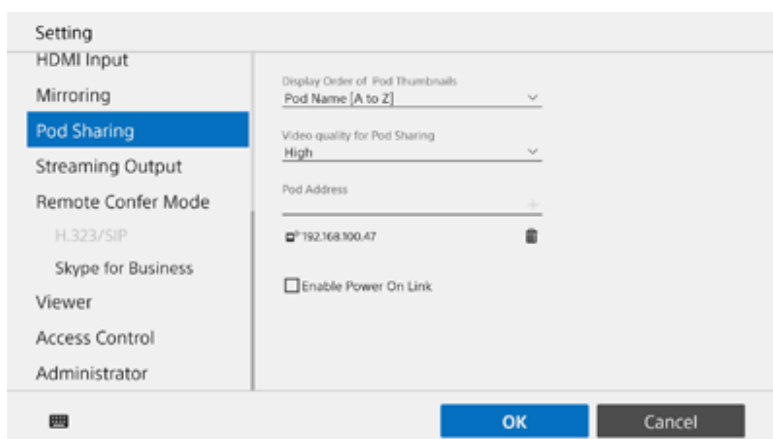 Setting
HDMI Input
Mirroring
Pod Sharing
Streaming Output
Remote Confer Mode
H.323/SIP
Skype for Business
Viewer
Access Control
Administrator
Display Order of Pod Thumbnails
Pod Name [A to Z]
Video quality for Pod Sharing
High
Pod Address
192.168.100.47
Enable Power On Link
OK
Cancel